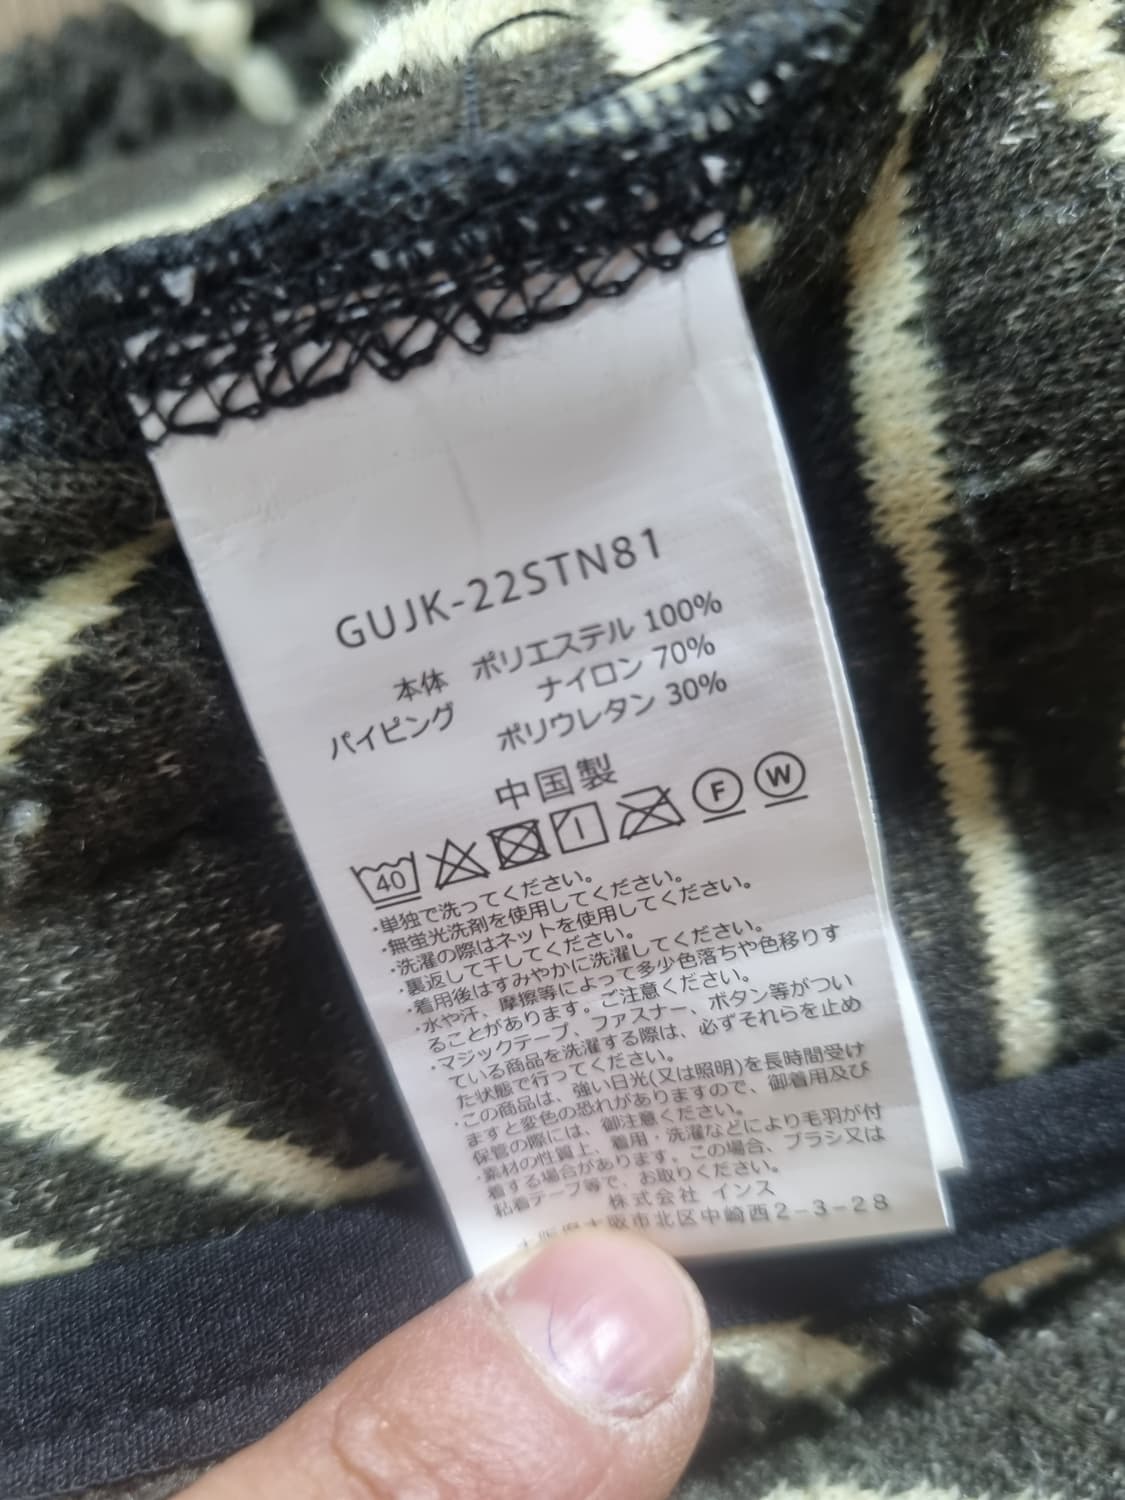 GUJK-22STN81
本体 ポリエステル 100%
パイピング ナイロン 70%
ポリウレタン 30%
中国製
40 F W
・単独で洗ってください。
・無蛍光洗剤を使用してください。
・洗濯の際はネットを使用してください。
・裏返して干してください。
・着用後はすみやかに洗濯してください。
・水や汗、摩擦等によって多少色落ちや色移りす
ることがあります。ご注意ください。
・マジックテープ、ファスナー、ボタン等がつい
ている商品を洗濯する際は、必ずそれらを止め
た状態で行ってください。
・この商品は、強い日光(又は照明)を長時間受け
ますと変色の恐れがありますので、御着用及び
保管の際には、御注意ください。
・素材の性質上、着用・洗濯などにより毛羽が付
着する場合があります。この場合、ブラシ又は
粘着テープ等で、お取りください。
株式会社 インス
大阪府大阪市北区中崎西2-3-28